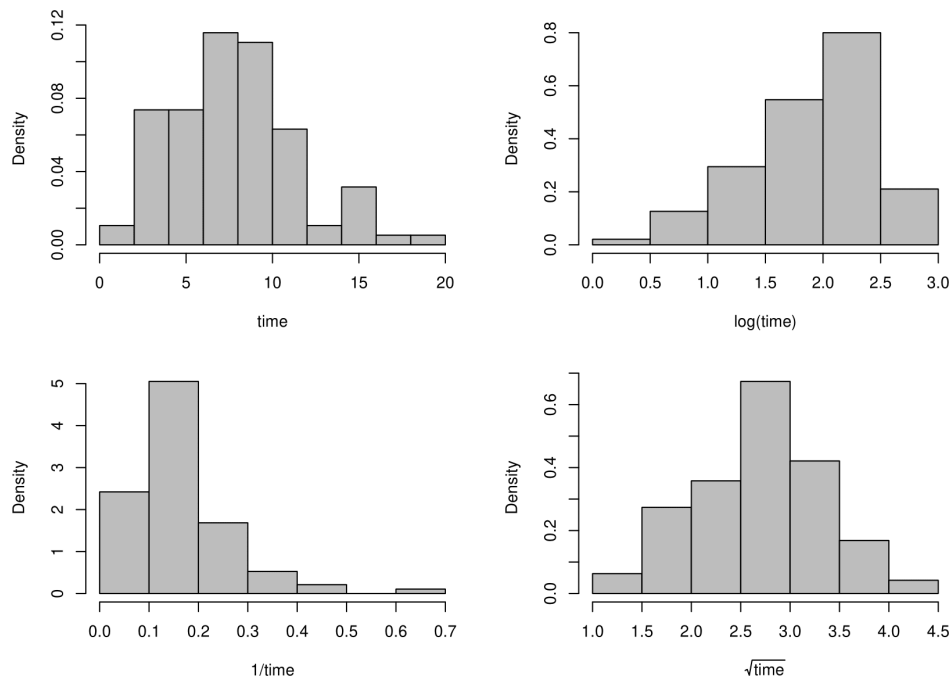 Density
0.00 0.04 0.08 0.12
0 5 10 15 20
time
Density
0.0 0.2 0.4 0.6 0.8
0.0 0.5 1.0 1.5 2.0 2.5 3.0
log(time)
Density
0 1 2 3 4 5
0.0 0.1 0.2 0.3 0.4 0.5 0.6 0.7
1/time
Density
0.0 0.2 0.4 0.6
1.0 1.5 2.0 2.5 3.0 3.5 4.0 4.5
√time